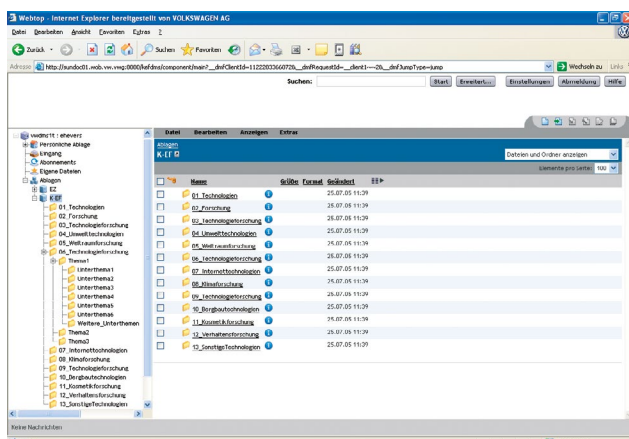 Webtop - Internet Explorer bereitgestellt von VOLKSWAGEN AG
Datei Bearbeiten Ansicht Favoriten Extras ?
Zurück Suchen Favoriten
Adresse Wechseln zu Links
Suchen: Start Erweitert... Einstellungen Abmeldung Hilfe
Datei Bearbeiten Anzeigen Extras
Ablagen
K-EF
Dateien und Ordner anzeigen
Elemente pro Seite: 100
Name Größe Format Geändert
01_Technologien 25.07.05 11:39
02_Forschung 25.07.05 11:39
03_Technologieforschung 25.07.05 11:39
04_Umwelttechnologien 25.07.05 11:39
05_Weltraumforschung 25.07.05 11:39
06_Technologieforschung 25.07.05 11:39
07_Internettechnologien 25.07.05 11:39
08_Klimaforschung 25.07.05 11:39
09_Technologieforschung 25.07.05 11:39
10_Bergbautechnologien 25.07.05 11:39
11_Kosmetikforschung 25.07.05 11:39
12_Verhaltensforschung 25.07.05 11:39
13_SonstigeTechnologien 25.07.05 11:39
vwdms1t : ehevers
Persönliche Ablage
Eingang
Abonnements
Eigene Dateien
Ablagen
EZ
K-EF
01_Technologien
02_Forschung
03_Technologieforschung
04_Umwelttechnologien
05_Weltraumforschung
06_Technologieforschung
Thema1
Unterthema1
Unterthema2
Unterthema3
Unterthema4
Unterthema5
Unterthema6
Weitere_Unterthemen
Thema2
Thema3
07_Internettechnologien
08_Klimaforschung
09_Technologieforschung
10_Bergbautechnologien
11_Kosmetikforschung
12_Verhaltensforschung
13_SonstigeTechnologien
Keine Nachrichten